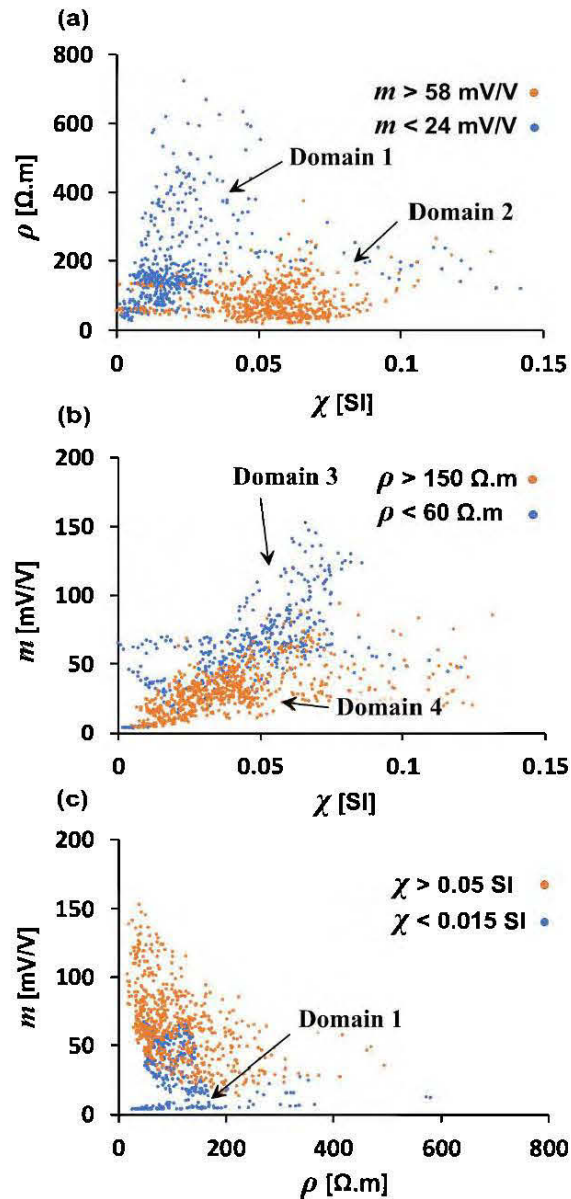 (a)
800
m > 58 mV/V
m < 24 mV/V
600
Domain 1
ρ [Ω.m]
400
Domain 2
200
0
0
0.05
0.1
0.15
χ [SI]
(b)
200
Domain 3
ρ > 150 Ω.m
ρ < 60 Ω.m
150
m [mV/V]
100
50
Domain 4
0
0
0.05
0.1
0.15
χ [SI]
(c)
200
χ > 0.05 SI
χ < 0.015 SI
150
m [mV/V]
100
Domain 1
50
0
0
200
400
600
800
ρ [Ω.m]